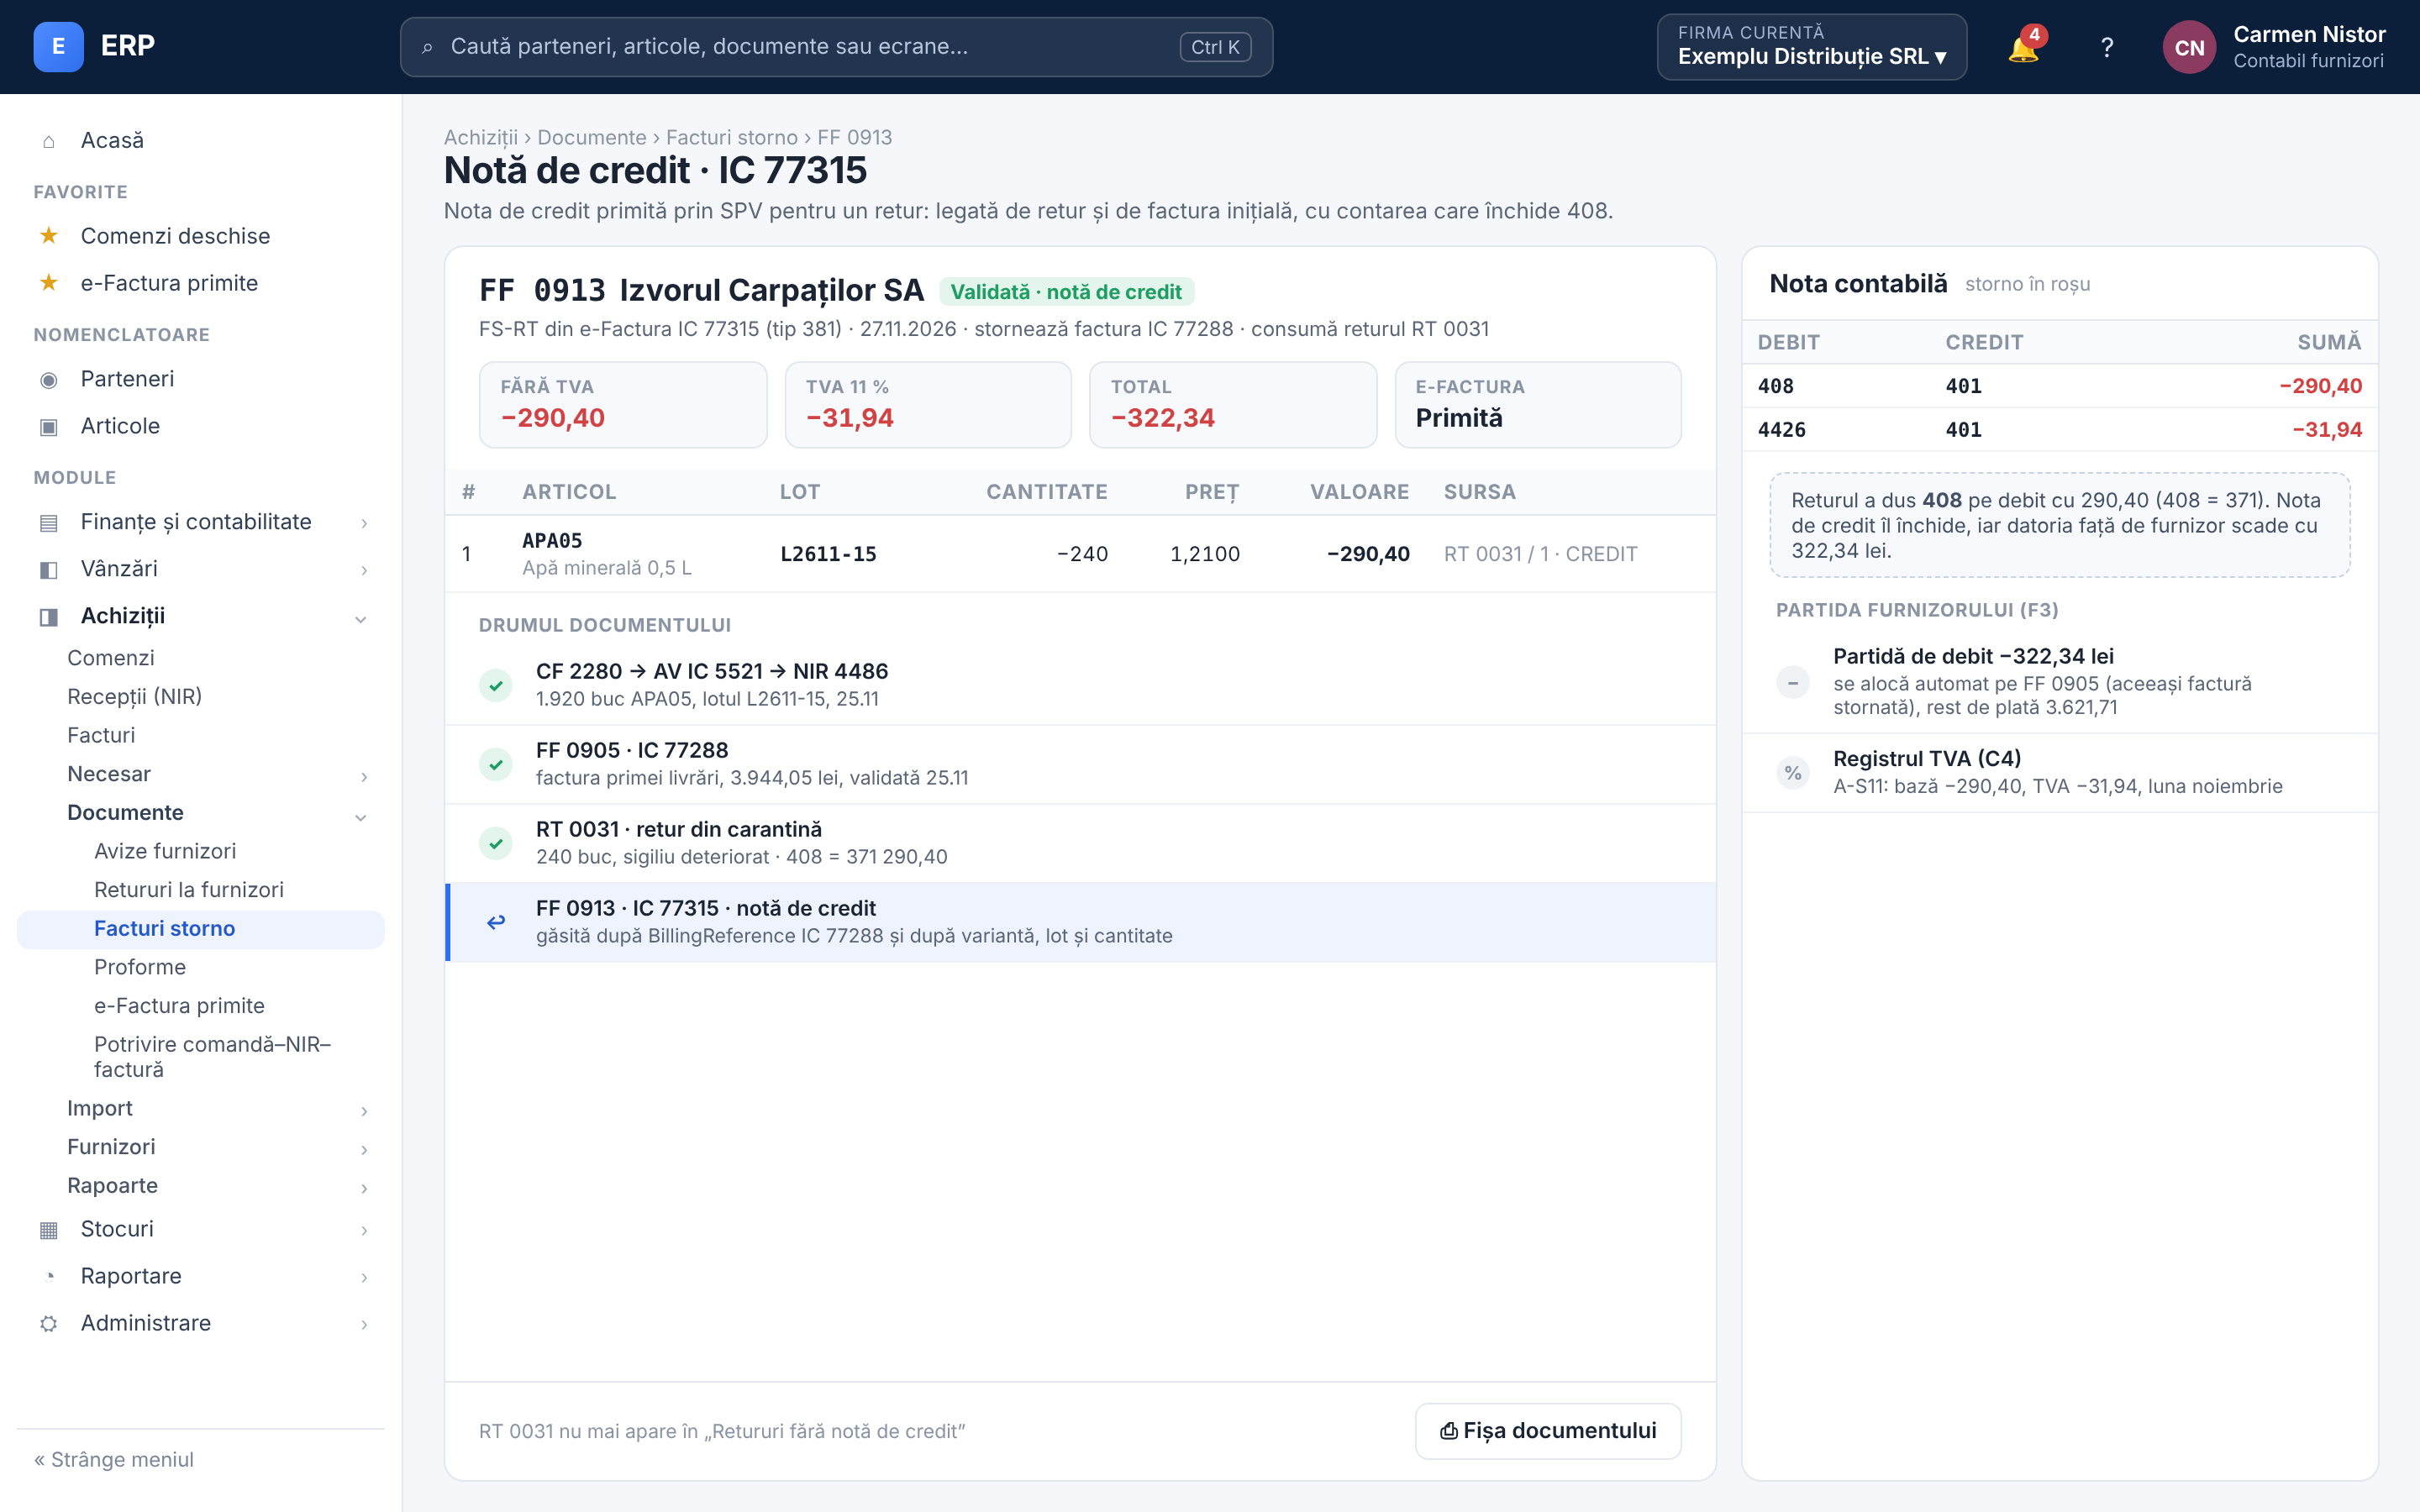 E ERP
Caută parteneri, articole, documente sau ecrane... Ctrl K
FIRMA CURENTĂ
Exemplu Distribuție SRL ▾
4
?
CN
Carmen Nistor
Contabil furnizori
Acasă
FAVORITE
★ Comenzi deschise
★ e-Factura primite
NOMENCLATOARE
Parteneri
Articole
MODULE
Finanțe și contabilitate ›
Vânzări ›
Achiziții
Comenzi
Recepții (NIR)
Facturi
Necesar ›
Documente
Avize furnizori
Retururi la furnizori
Facturi storno
Proforme
e-Factura primite
Potrivire comandă–NIR–
factură
Import ›
Furnizori ›
Rapoarte ›
Stocuri ›
Raportare ›
Administrare ›
« Strânge meniul
Achiziții › Documente › Facturi storno › FF 0913
Notă de credit · IC 77315
Nota de credit primită prin SPV pentru un retur: legată de retur și de factura inițială, cu contarea care închide 408.
FF 0913 Izvorul Carpaților SA Validată · notă de credit
FS-RT din e-Factura IC 77315 (tip 381) · 27.11.2026 · stornează factura IC 77288 · consumă returul RT 0031
FĂRĂ TVA
−290,40
TVA 11 %
−31,94
TOTAL
−322,34
E-FACTURA
Primită
# ARTICOL LOT CANTITATE PREȚ VALOARE SURSA
1 APA05 L2611-15 −240 1,2100 −290,40 RT 0031 / 1 · CREDIT
Apă minerală 0,5 L
DRUMUL DOCUMENTULUI
✓ CF 2280 → AV IC 5521 → NIR 4486
1.920 buc APA05, lotul L2611-15, 25.11
✓ FF 0905 · IC 77288
factura primei livrări, 3.944,05 lei, validată 25.11
✓ RT 0031 · retur din carantină
240 buc, sigiliu deteriorat · 408 = 371 290,40
↩ FF 0913 · IC 77315 · notă de credit
găsită după BillingReference IC 77288 și după variantă, lot și cantitate
RT 0031 nu mai apare în „Retururi fără notă de credit”
⎙ Fișa documentului
Nota contabilă storno în roșu
DEBIT CREDIT SUMĂ
408 401 −290,40
4426 401 −31,94
Returul a dus 408 pe debit cu 290,40 (408 = 371). Nota
de credit îl închide, iar datoria față de furnizor scade cu
322,34 lei.
PARTIDA FURNIZORULUI (F3)
− Partidă de debit −322,34 lei
se alocă automat pe FF 0905 (aceeași factură
stornată), rest de plată 3.621,71
% Registrul TVA (C4)
A-S11: bază −290,40, TVA −31,94, luna noiembrie